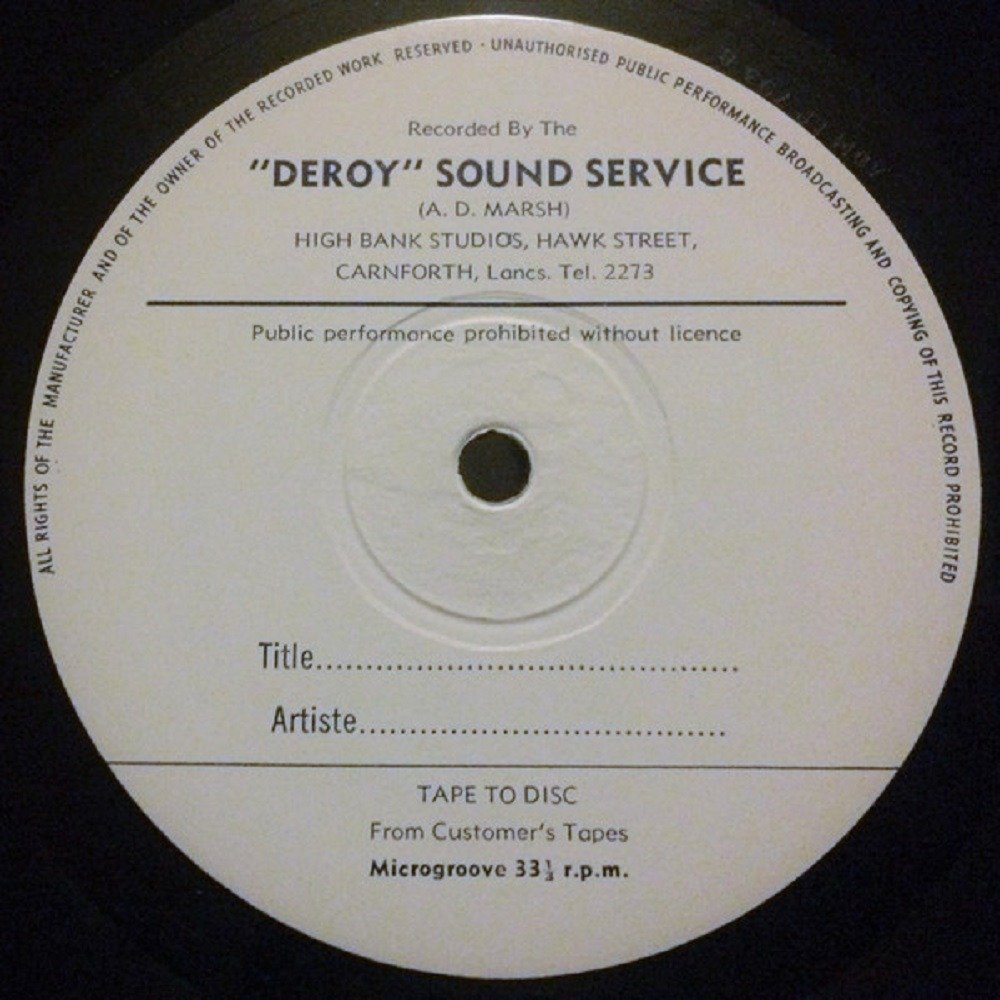 ALL RIGHTS OF THE MANUFACTURER AND OF THE OWNER OF THE RECORDED WORK RESERVED · UNAUTHORISED PUBLIC PERFORMANCE BROADCASTING AND COPYING OF THIS RECORD PROHIBITED
Recorded By The
"DEROY" SOUND SERVICE
(A. D. MARSH)
HIGH BANK STUDIOS, HAWK STREET,
CARNFORTH, Lancs. Tel. 2273
Public performance prohibited without licence
Title..........................................
Artiste....................................
TAPE TO DISC
From Customer's Tapes
Microgroove 33⅓ r.p.m.